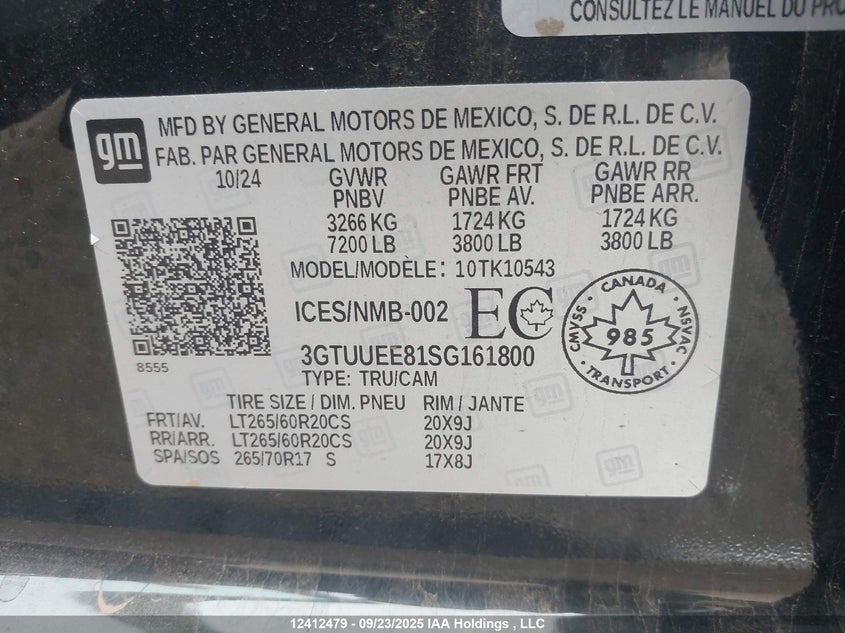 CONSULTEZ LE MANUEL DU PRO
gm
MFD BY GENERAL MOTORS DE MEXICO, S. DE R.L. DE C.V.
FAB. PAR GENERAL MOTORS DE MEXICO, S. DE R.L. DE C.V.
10/24 GVWR GAWR FRT GAWR RR
PNBV PNBE AV. PNBE ARR.
3266 KG 1724 KG 1724 KG
7200 LB 3800 LB 3800 LB
MODEL/MODÈLE: 10TK10543
ICES/NMB-002 EC
CANADA
CMVSS 985 NSVAC
TRANSPORT
3GTUUEE81SG161800
8555
TYPE: TRU/CAM
TIRE SIZE / DIM. PNEU RIM / JANTE
FRT/AV. LT265/60R20CS 20X9J
RR/ARR. LT265/60R20CS 20X9J
SPA/SOS 265/70R17 S 17X8J
12412479 - 09/23/2025 IAA Holdings , LLC